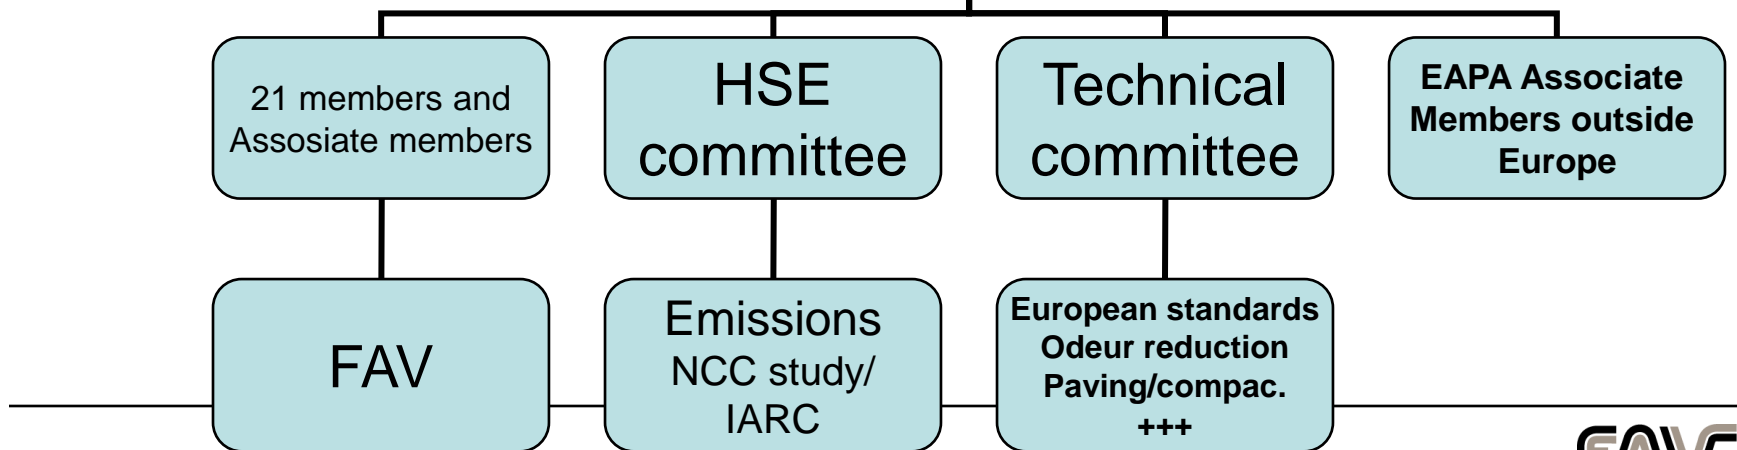 21 members and
Assosiate members
HSE
committee
Technical
committee
EAPA Associate
Members outside
Europe
FAV
Emissions
NCC study/
IARC
European standards
Odeur reduction
Paving/compac.
+++